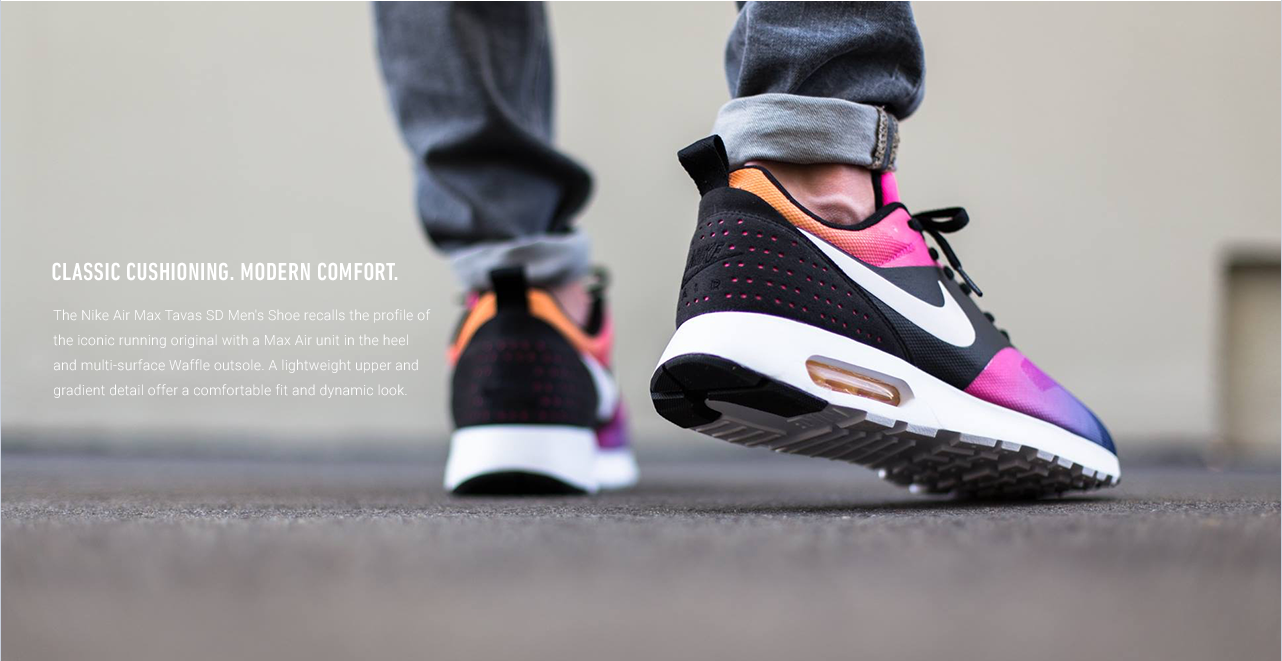 CLASSIC CUSHIONING. MODERN COMFORT.
The Nike Air Max Tavas SD Men's Shoe recalls the profile of
the iconic running original with a Max Air unit in the heel
and multi-surface Waffle outsole. A lightweight upper and
gradient detail offer a comfortable fit and dynamic look.